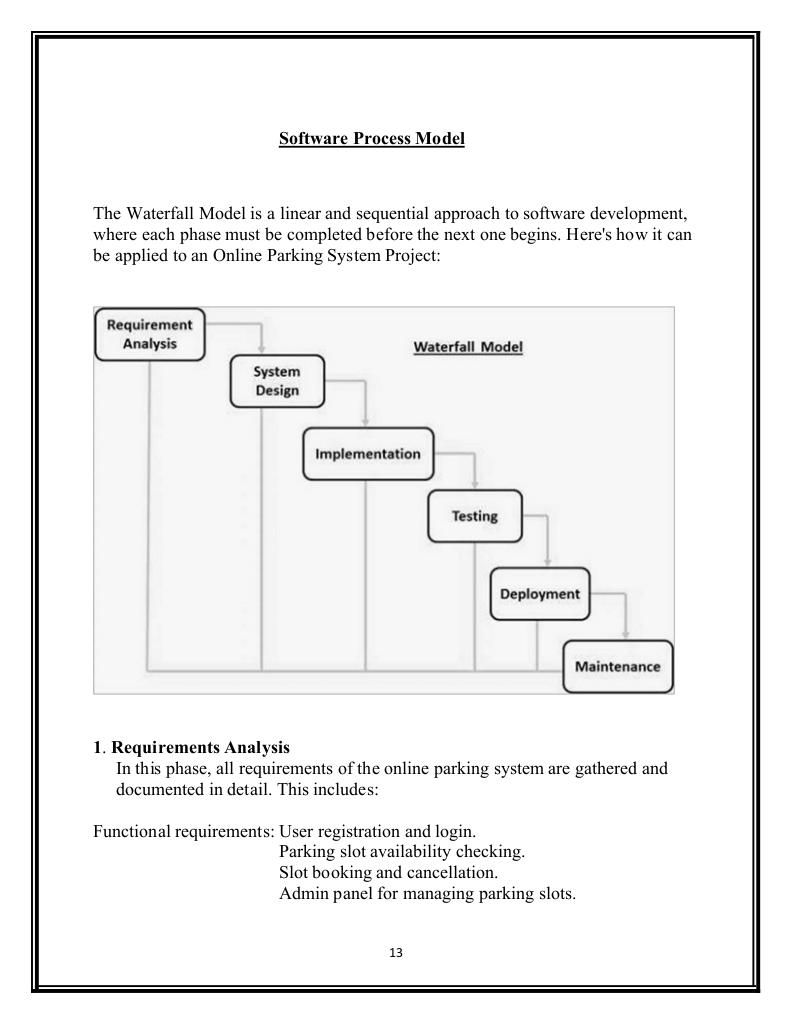 Software Process Model
The Waterfall Model is a linear and sequential approach to software development,
where each phase must be completed before the next one begins. Here's how it can
be applied to an Online Parking System Project:
Requirement
Analysis
Waterfall Model
System
Design
Implementation
Testing
Deployment
Maintenance
1. Requirements Analysis
In this phase, all requirements of the online parking system are gathered and
documented in detail. This includes:
Functional requirements: User registration and login.
Parking slot availability checking.
Slot booking and cancellation.
Admin panel for managing parking slots.
13